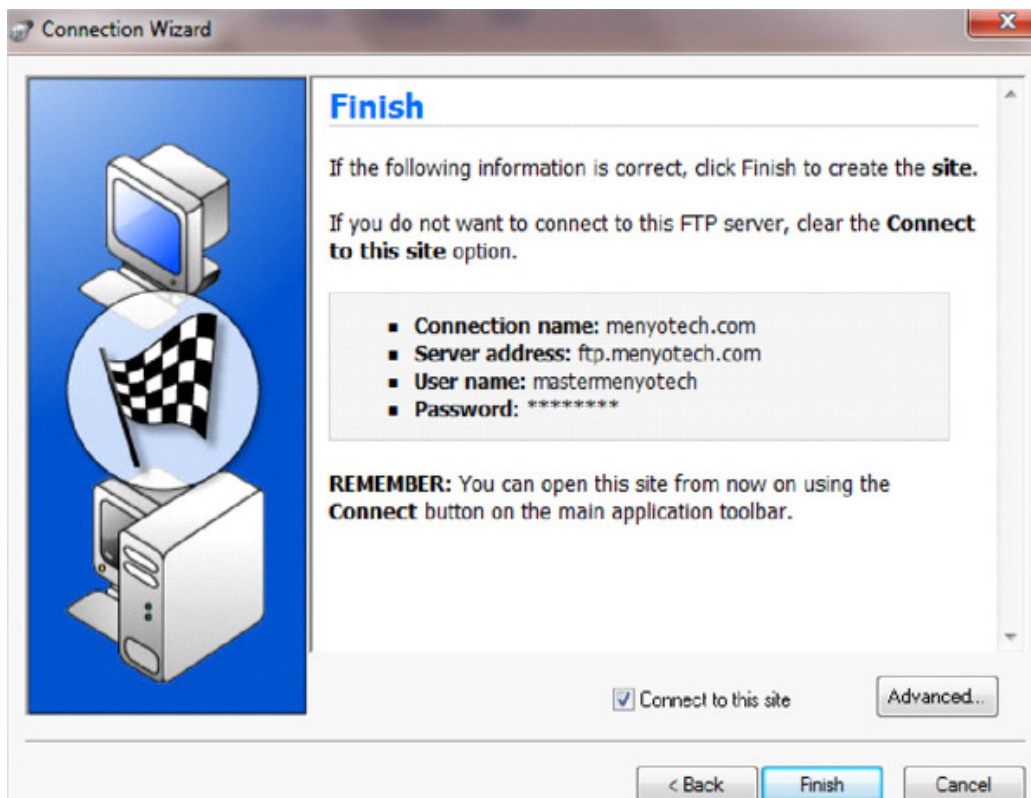 Connection Wizard
Finish
If the following information is correct, click Finish to create the site.
If you do not want to connect to this FTP server, clear the Connect
to this site option.
▪ Connection name: menyotech.com
▪ Server address: ftp.menyotech.com
▪ User name: mastermenyotech
▪ Password: ********
REMEMBER: You can open this site from now on using the
Connect button on the main application toolbar.
Connect to this site
Advanced...
< Back Finish Cancel